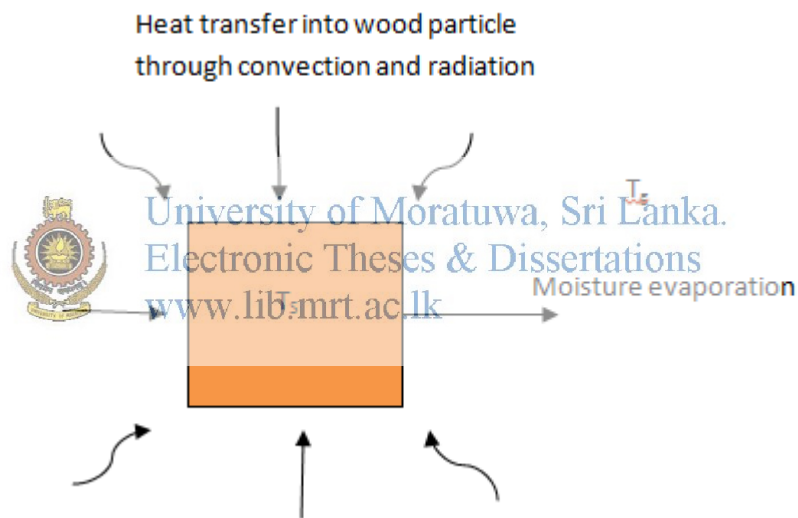 Heat transfer into wood particle
through convection and radiation
University of Moratuwa, Sri Lanka.
Electronic Theses & Dissertations
www.lib.mrt.ac.lk
Moisture evaporation